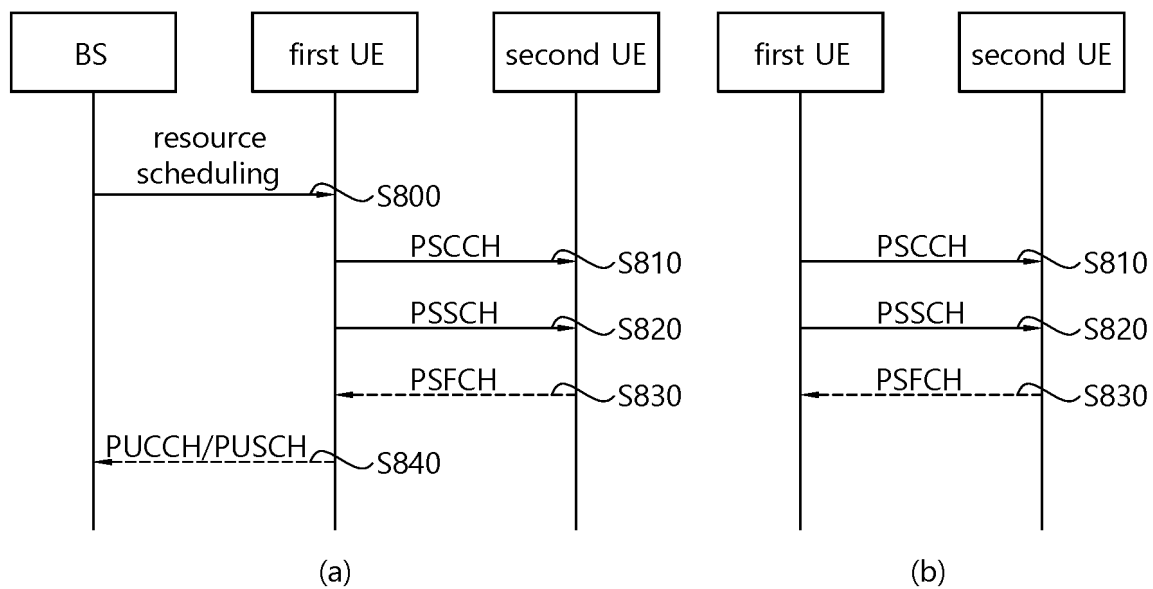 BS
first UE
second UE
first UE
second UE
resource
scheduling
S800
PSCCH
S810
PSCCH
S810
PSSCH
S820
PSSCH
S820
PSFCH
S830
PSFCH
S830
PUCCH/PUSCH
S840
(a)
(b)